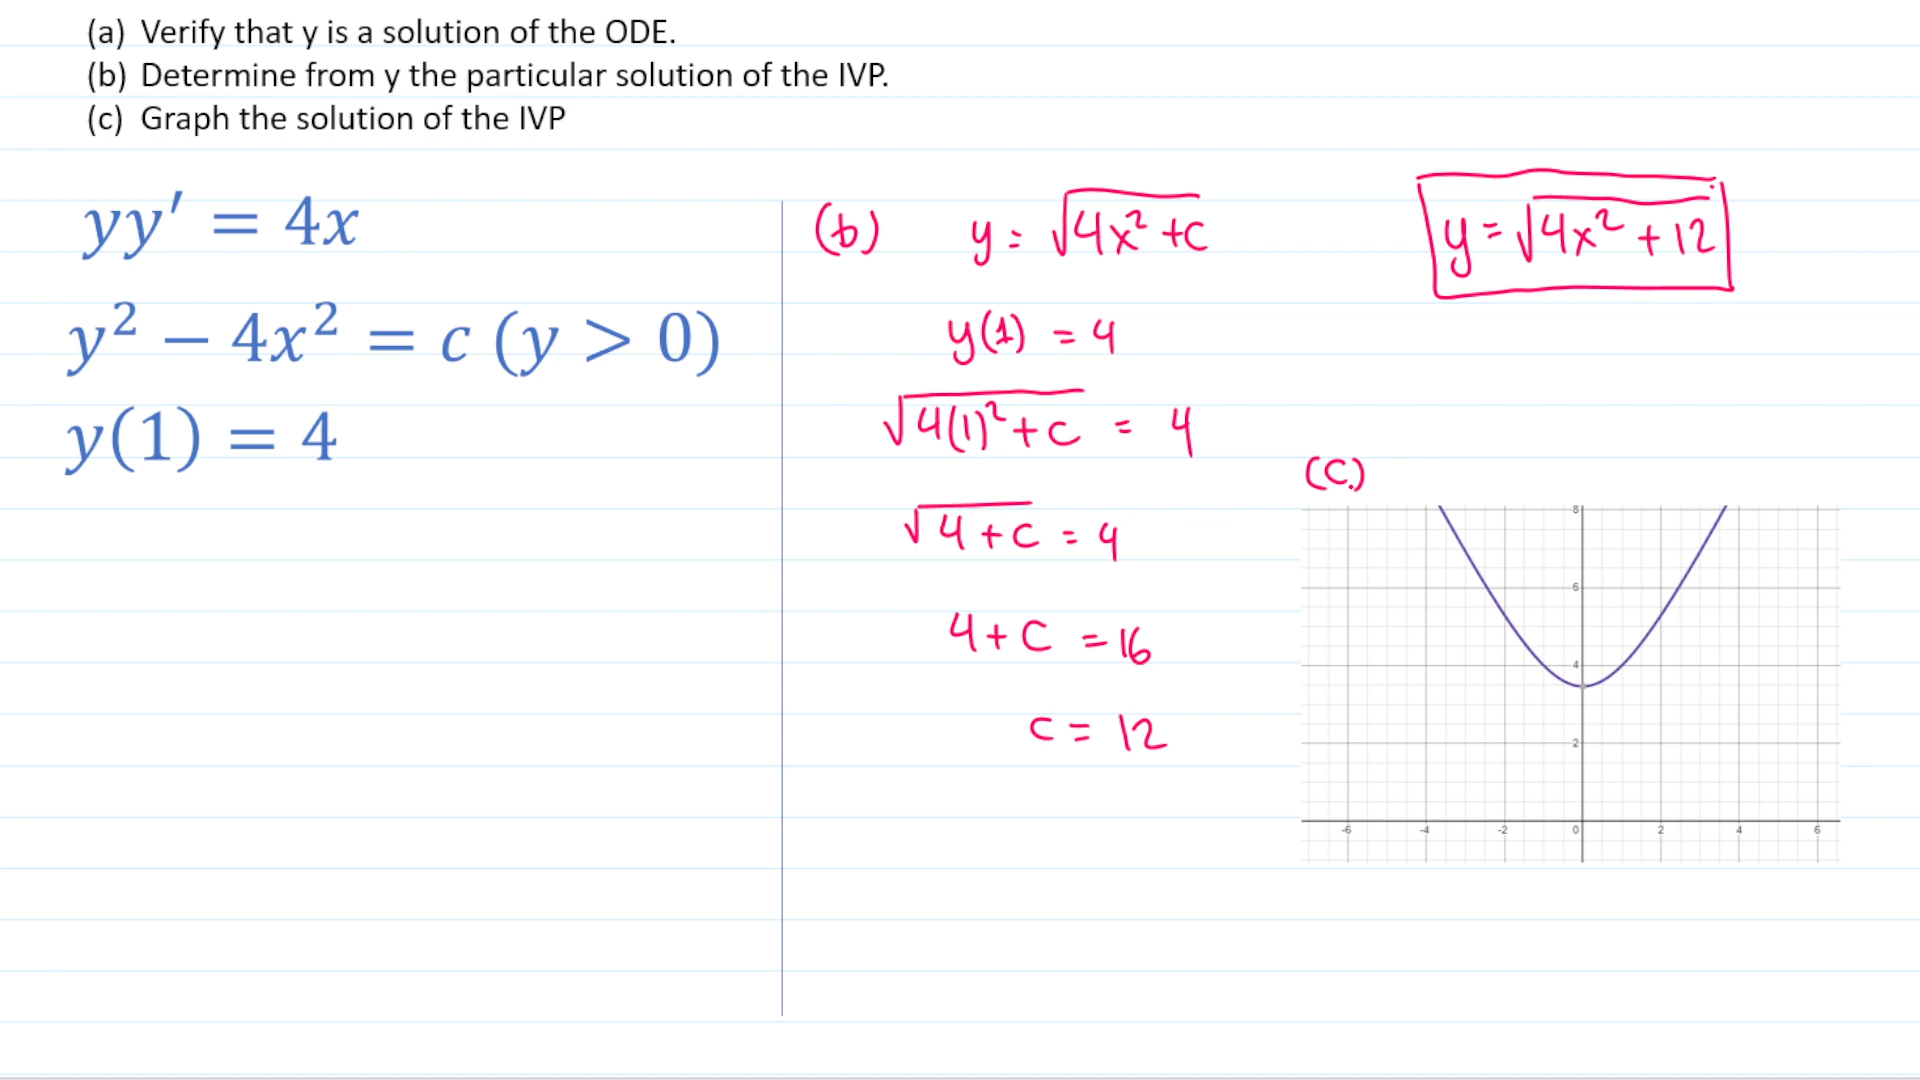 (a) Verify that y is a solution of the ODE.
(b) Determine from y the particular solution of the IVP.
(c) Graph the solution of the IVP
yy′ = 4x
y² − 4x² = c (y > 0)
y(1) = 4
(b) y = √(4x² + c)
y(1) = 4
√(4(1)² + c) = 4
√(4 + c) = 4
4 + c = 16
c = 12
y = √(4x² + 12)
(C.)
8
6
4
2
-6 -4 -2 0 2 4 6